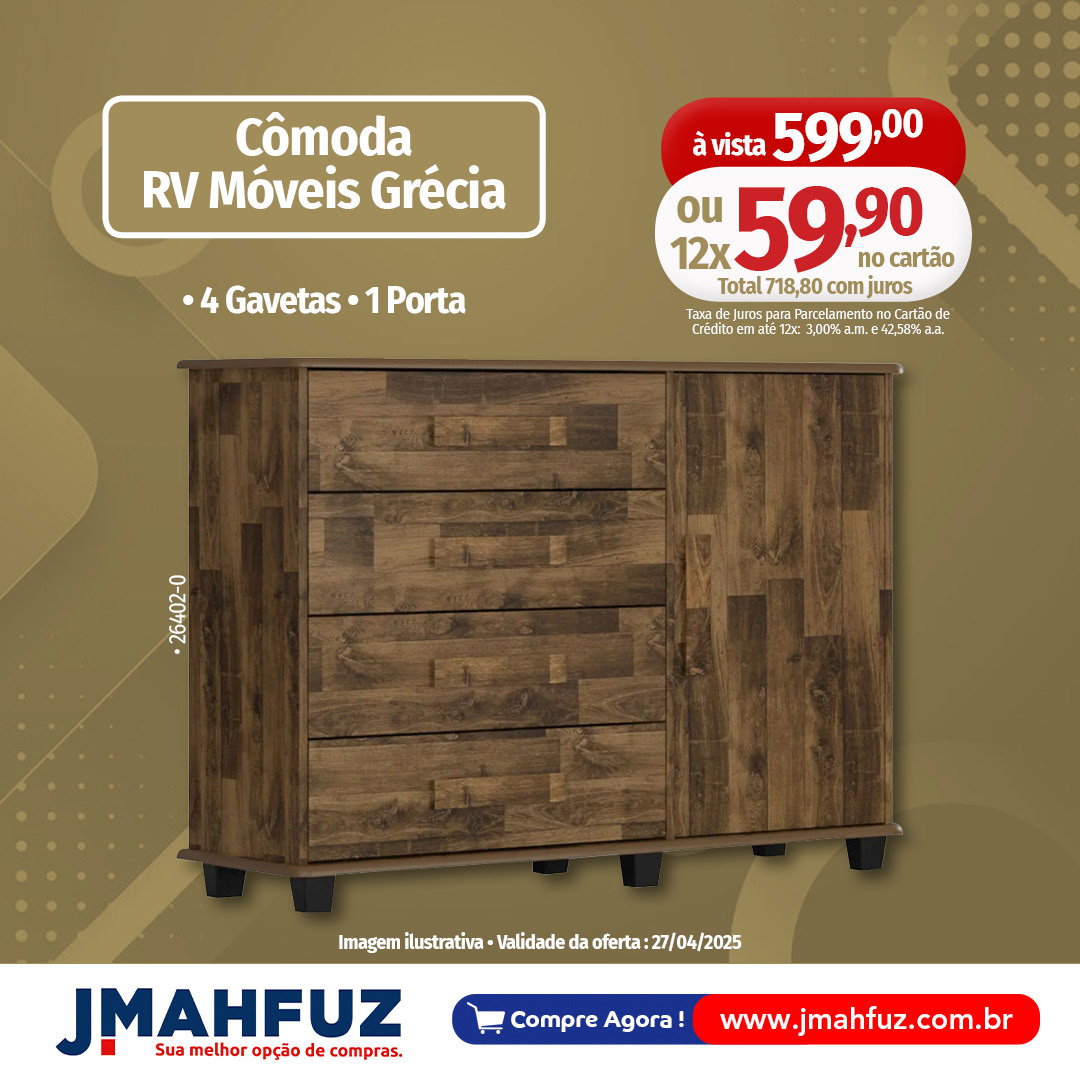 Cômoda
RV Móveis Grécia
• 4 Gavetas • 1 Porta
à vista 599,00
ou
12x 59,90
no cartão
Total 718,80 com juros
Taxa de Juros para Parcelamento no Cartão de
Crédito em até 12x: 3,00% a.m. e 42,58% a.a.
• 26402-0
Imagem ilustrativa • Validade da oferta : 27/04/2025
JMAHFUZ
Sua melhor opção de compras.
Compre Agora !
www.jmahfuz.com.br